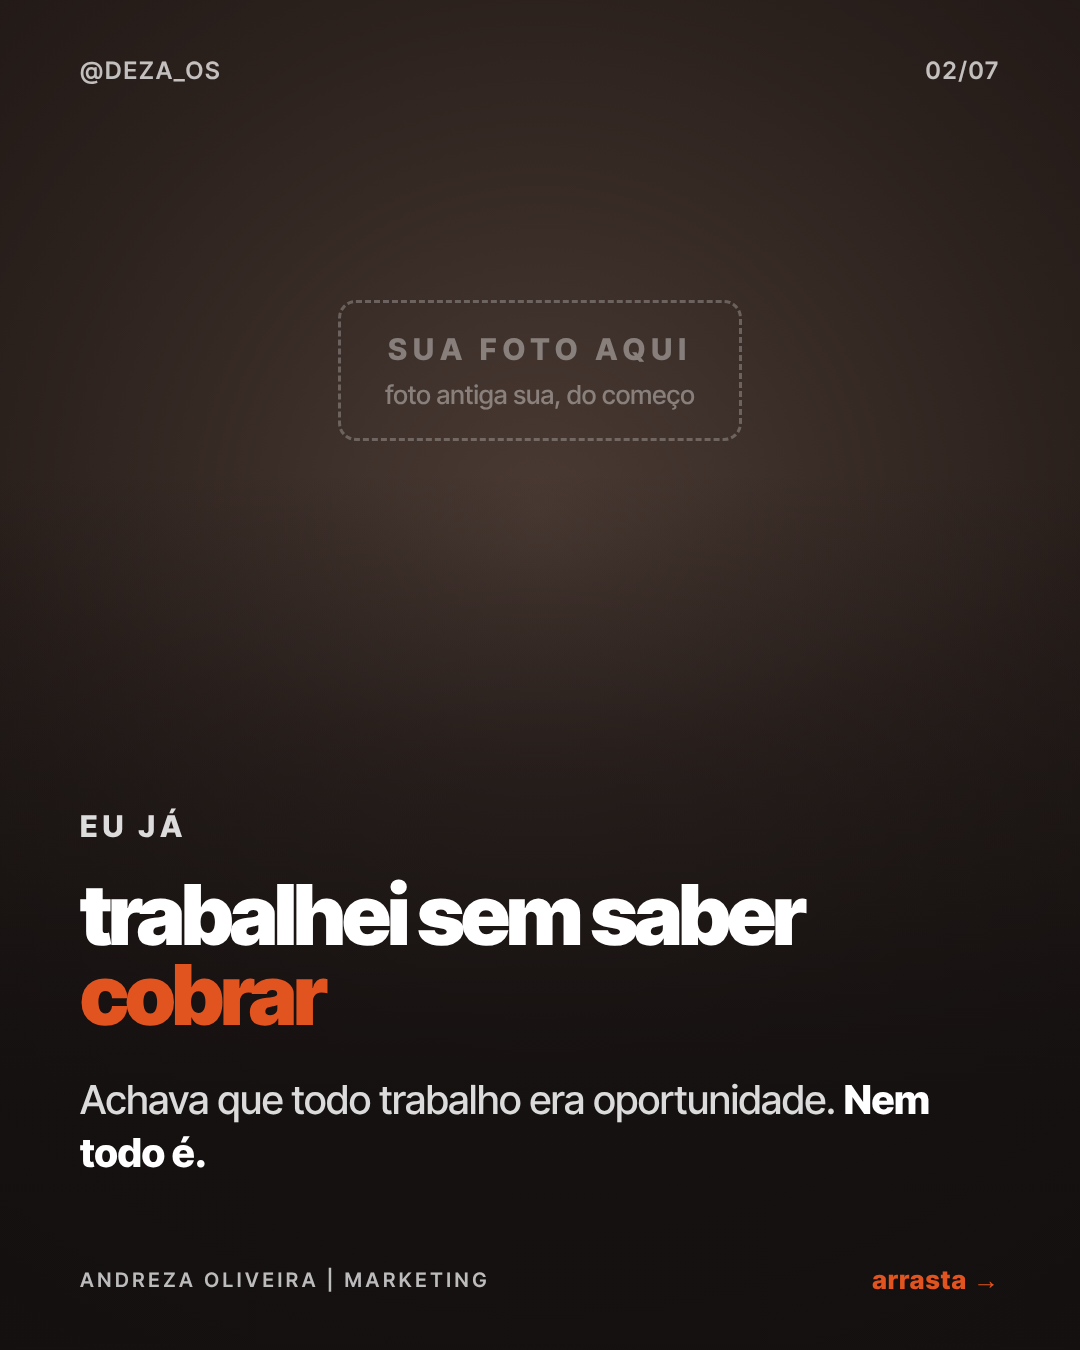 @DEZA_OS
02/07
SUA FOTO AQUI
foto antiga sua, do começo
EU JÁ
trabalhei sem saber
cobrar
Achava que todo trabalho era oportunidade. Nem
todo é.
ANDREZA OLIVEIRA | MARKETING
arrasta →